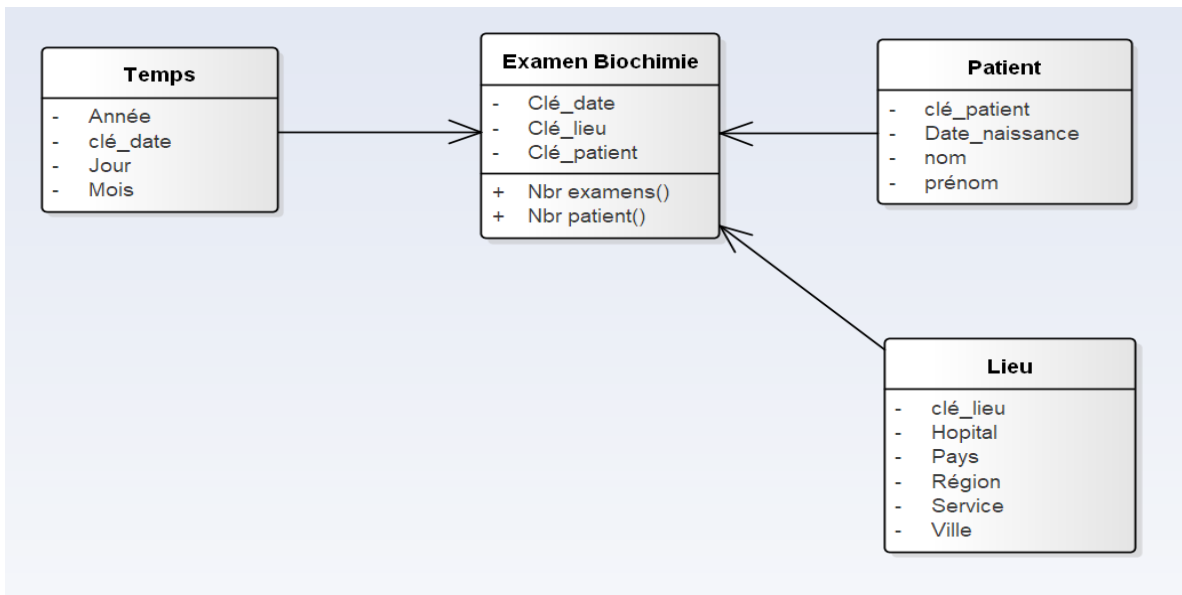 Temps
- Année
- clé_date
- Jour
- Mois
Examen Biochimie
- Clé_date
- Clé_lieu
- Clé_patient
+ Nbr examens()
+ Nbr patient()
Patient
- clé_patient
- Date_naissance
- nom
- prénom
Lieu
- clé_lieu
- Hopital
- Pays
- Région
- Service
- Ville